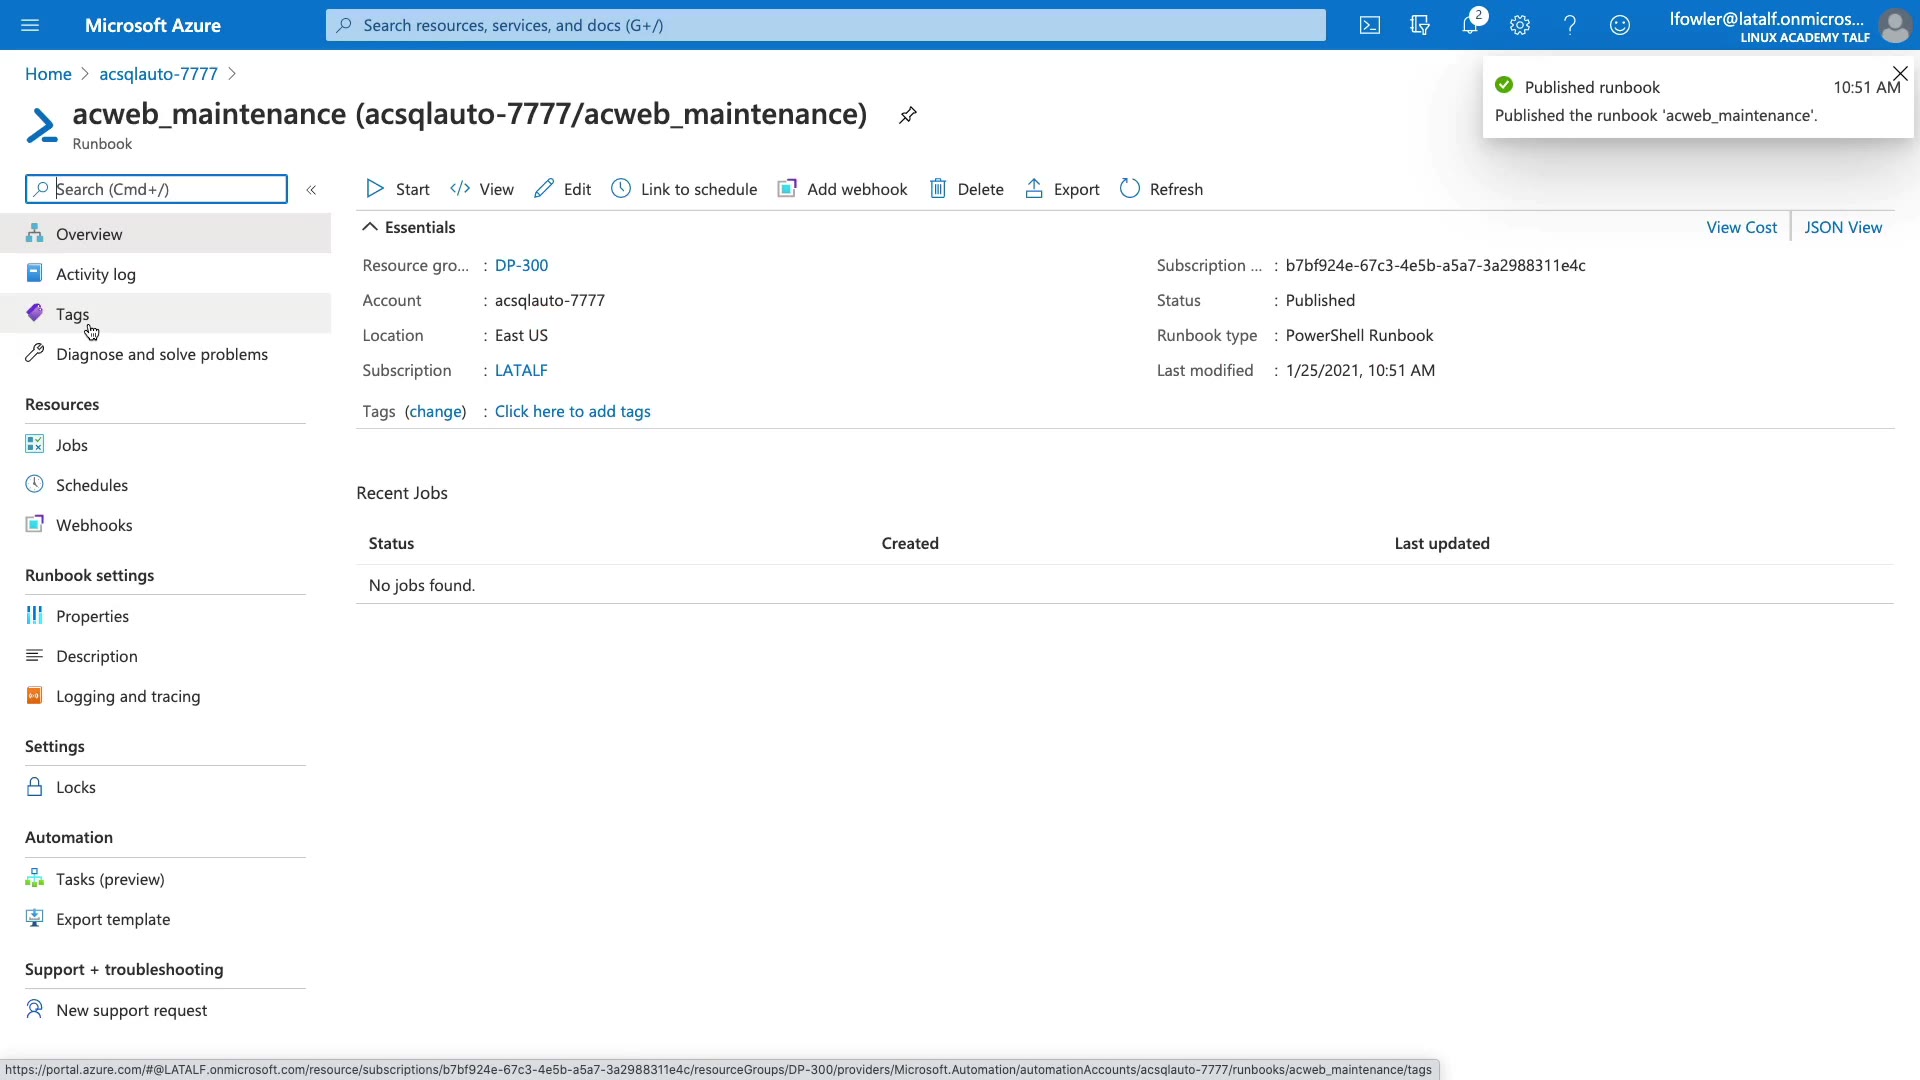 Microsoft Azure
Search resources, services, and docs (G+/)
2
lfowler@latalf.onmicros...
LINUX ACADEMY TALF
Home > acsqlauto-7777 >
acweb_maintenance (acsqlauto-7777/acweb_maintenance)
Runbook
Published runbook 10:51 AM
Published the runbook 'acweb_maintenance'.
Search (Cmd+/)
«
Start
View
Edit
Link to schedule
Add webhook
Delete
Export
Refresh
Overview
Activity log
Tags
Diagnose and solve problems
Resources
Jobs
Schedules
Webhooks
Runbook settings
Properties
Description
Logging and tracing
Settings
Locks
Automation
Tasks (preview)
Export template
Support + troubleshooting
New support request
Essentials
View Cost
JSON View
Resource gro... : DP-300
Account : acsqlauto-7777
Location : East US
Subscription : LATALF
Tags (change) : Click here to add tags
Subscription ... : b7bf924e-67c3-4e5b-a5a7-3a2988311e4c
Status : Published
Runbook type : PowerShell Runbook
Last modified : 1/25/2021, 10:51 AM
Recent Jobs
Status Created Last updated
No jobs found.
https://portal.azure.com/#@LATALF.onmicrosoft.com/resource/subscriptions/b7bf924e-67c3-4e5b-a5a7-3a2988311e4c/resourceGroups/DP-300/providers/Microsoft.Automation/automationAccounts/acsqlauto-7777/runbooks/acweb_maintenance/tags